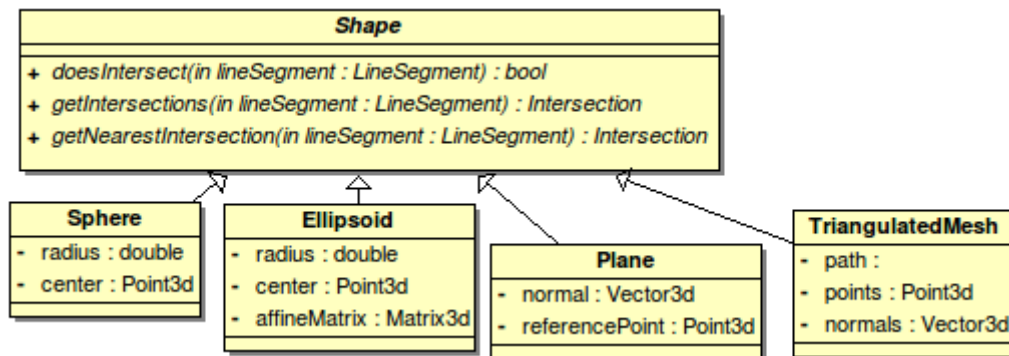 Shape
+ doesIntersect(in lineSegment : LineSegment) : bool
+ getIntersections(in lineSegment : LineSegment) : Intersection
+ getNearestIntersection(in lineSegment : LineSegment) : Intersection
Sphere
- radius : double
- center : Point3d
Ellipsoid
- radius : double
- center : Point3d
- affineMatrix : Matrix3d
Plane
- normal : Vector3d
- referencePoint : Point3d
TriangulatedMesh
- path :
- points : Point3d
- normals : Vector3d